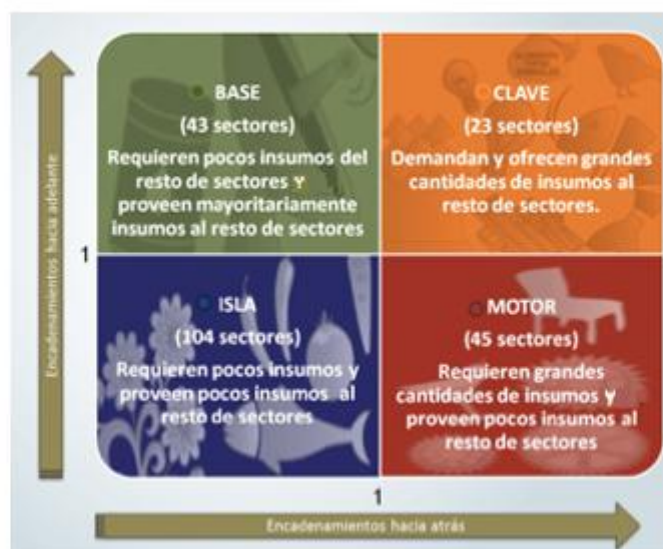 BASE
(43 sectores)
Requieren pocos insumos del
resto de sectores y
proveen mayoritariamente
insumos al resto de sectores
CLAVE
(23 sectores)
Demandan y ofrecen grandes
cantidades de insumos al
resto de sectores.
Encadenamientos hacia adelante
1
ISLA
(104 sectores)
Requieren pocos insumos y
proveen pocos insumos al
resto de sectores
MOTOR
(45 sectores)
Requieren grandes
cantidades de insumos y
proveen pocos insumos al
resto de sectores
1
Encadenamientos hacia atrás